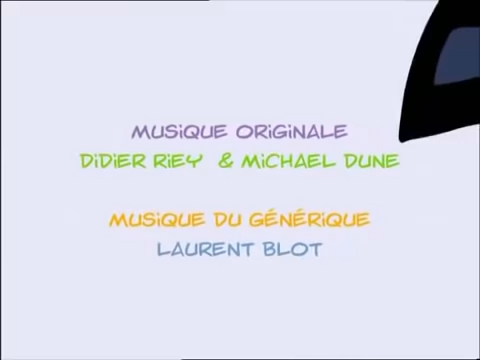 MUSIQUE ORIGINALE
DIDIER RIEY & MICHAEL DUNE
MUSIQUE DU GÉNÉRIQUE
LAURENT BLOT